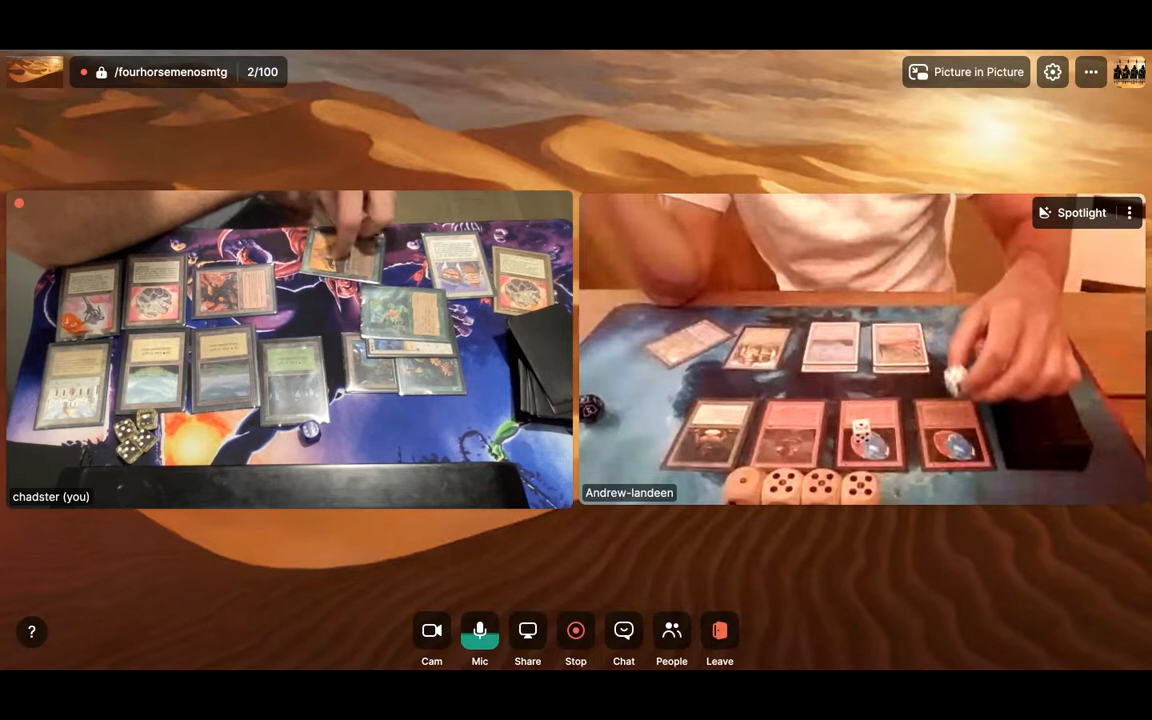 /fourhorsemenosmtg 2/100
Picture in Picture
Spotlight
chadster (you)
Andrew-landeen
?
Cam Mic Share Stop Chat People Leave